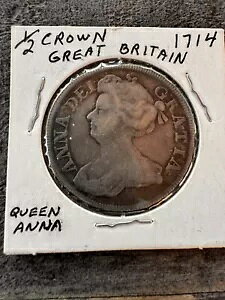 ½ CROWN 1714
GREAT BRITAIN
ANNA·DEI· GRATIA·
QUEEN
ANNA